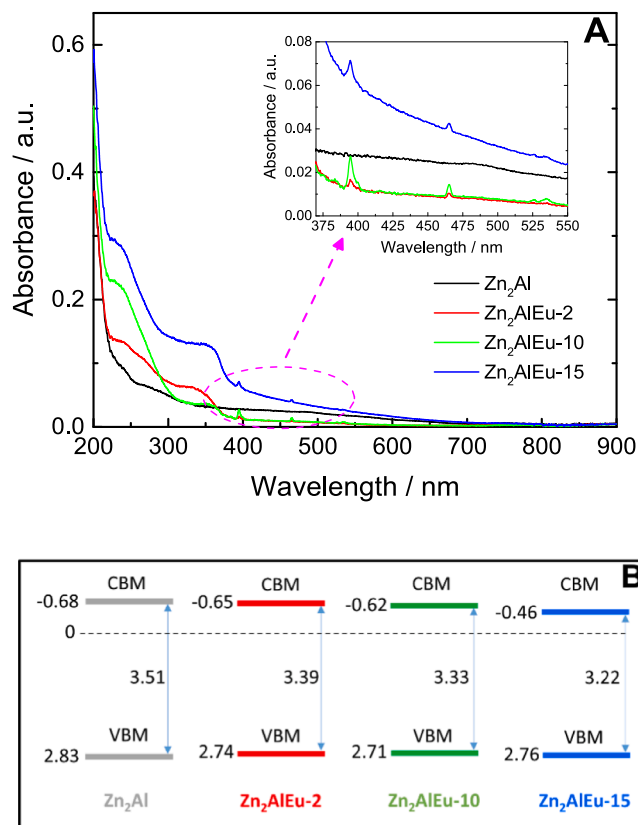 A
0.6
0.4
0.2
0.0
Absorbance / a.u.
200 300 400 500 600 700 800 900
Wavelength / nm
0.08
0.06
0.04
0.02
0.00
Absorbance / a.u.
375 400 425 450 475 500 525 550
Wavelength / nm
Zn₂Al
Zn₂AlEu-2
Zn₂AlEu-10
Zn₂AlEu-15
B
CBM CBM CBM CBM
-0.68 -0.65 -0.62 -0.46
0
3.51 3.39 3.33 3.22
VBM VBM VBM VBM
2.83 2.74 2.71 2.76
Zn₂Al Zn₂AlEu-2 Zn₂AlEu-10 Zn₂AlEu-15